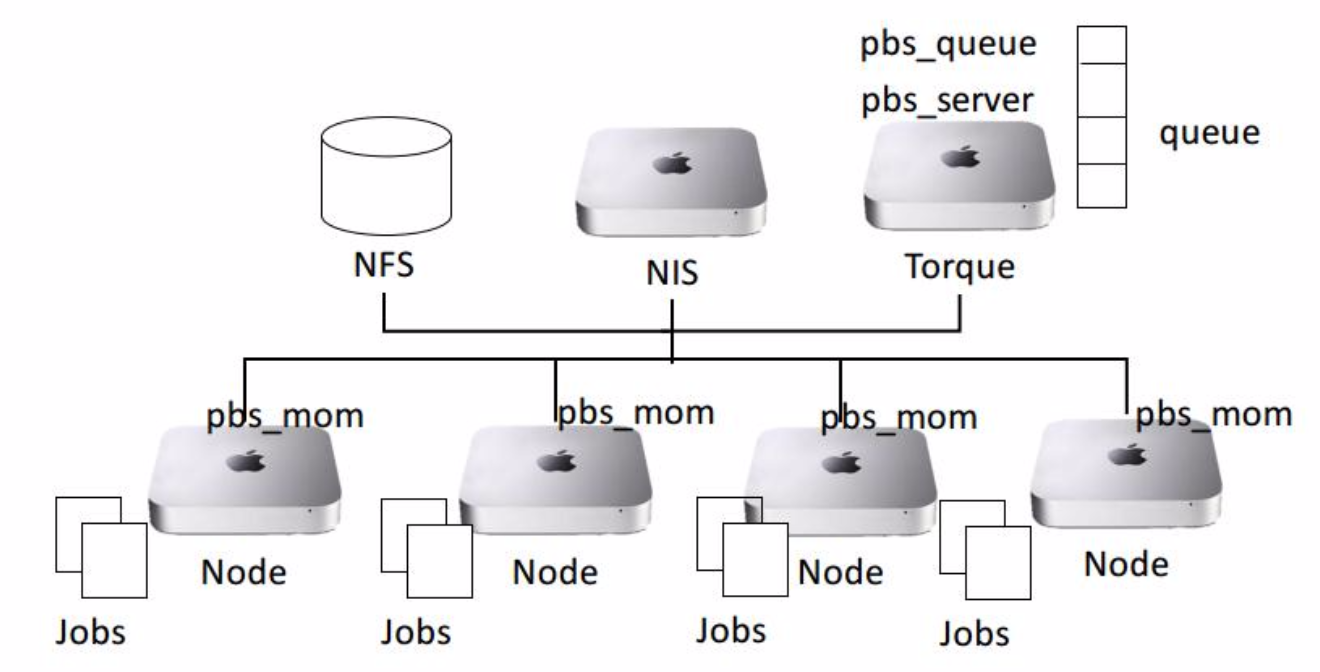 pbs_queue
pbs_server
queue
NFS
NIS
Torque
pbs_mom
pbs_mom
pbs_mom
pbs_mom
Node
Node
Node
Node
Jobs
Jobs
Jobs
Jobs